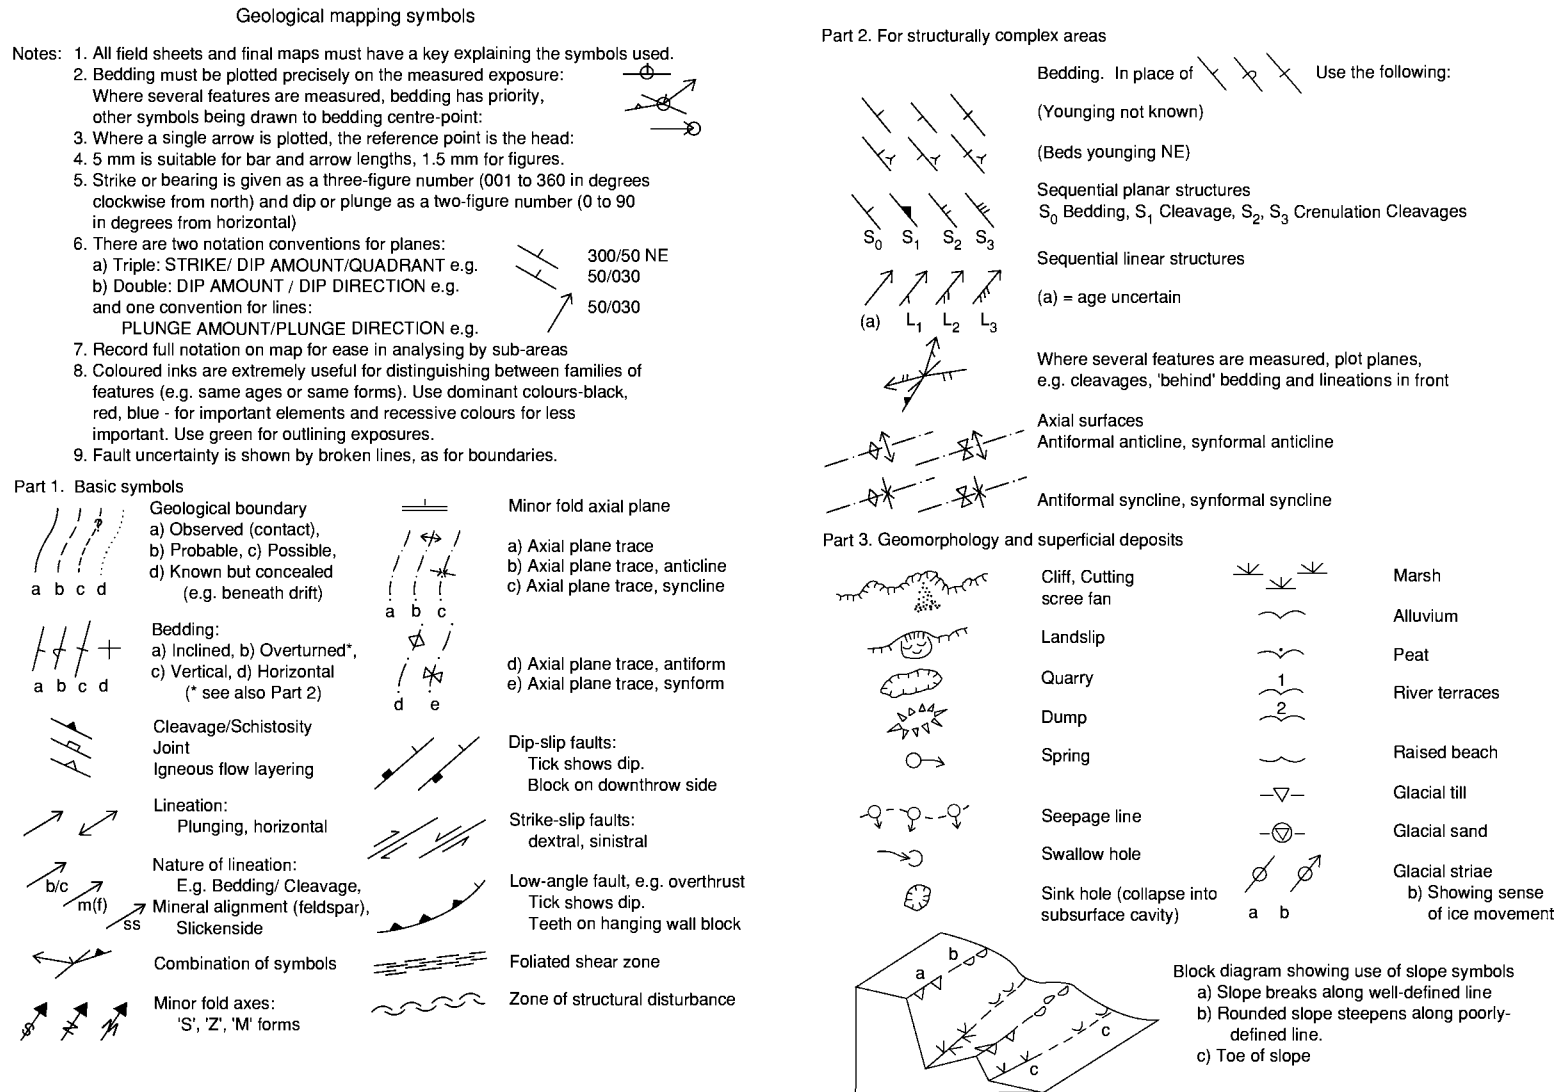 Geological mapping symbols
Notes: 1. All field sheets and final maps must have a key explaining the symbols used.
2. Bedding must be plotted precisely on the measured exposure:
Where several features are measured, bedding has priority,
other symbols being drawn to bedding centre-point:
3. Where a single arrow is plotted, the reference point is the head:
4. 5 mm is suitable for bar and arrow lengths, 1.5 mm for figures.
5. Strike or bearing is given as a three-figure number (001 to 360 in degrees
clockwise from north) and dip or plunge as a two-figure number (0 to 90
in degrees from horizontal)
6. There are two notation conventions for planes:
a) Triple: STRIKE/ DIP AMOUNT/QUADRANT e.g.
300/50 NE
b) Double: DIP AMOUNT / DIP DIRECTION e.g.
50/030
and one convention for lines:
PLUNGE AMOUNT/PLUNGE DIRECTION e.g.
50/030
7. Record full notation on map for ease in analysing by sub-areas
8. Coloured inks are extremely useful for distinguishing between families of
features (e.g. same ages or same forms). Use dominant colours-black,
red, blue - for important elements and recessive colours for less
important. Use green for outlining exposures.
9. Fault uncertainty is shown by broken lines, as for boundaries.
Part 1. Basic symbols
?
a b c d
Geological boundary
a) Observed (contact),
b) Probable, c) Possible,
d) Known but concealed
(e.g. beneath drift)
a b c d
Bedding:
a) Inclined, b) Overturned*,
c) Vertical, d) Horizontal
(* see also Part 2)
Cleavage/Schistosity
Joint
Igneous flow layering
Lineation:
Plunging, horizontal
b/c
m(f)
ss
Nature of lineation:
E.g. Bedding/ Cleavage,
Mineral alignment (feldspar),
Slickenside
Combination of symbols
S Z M
Minor fold axes:
'S', 'Z', 'M' forms
Minor fold axial plane
a b c
a) Axial plane trace
b) Axial plane trace, anticline
c) Axial plane trace, syncline
d e
d) Axial plane trace, antiform
e) Axial plane trace, synform
Dip-slip faults:
Tick shows dip.
Block on downthrow side
Strike-slip faults:
dextral, sinistral
Low-angle fault, e.g. overthrust
Tick shows dip.
Teeth on hanging wall block
Foliated shear zone
Zone of structural disturbance
Part 2. For structurally complex areas
Bedding. In place of Use the following:
(Younging not known)
(Beds younging NE)
Sequential planar structures
S0 Bedding, S1 Cleavage, S2, S3 Crenulation Cleavages
S0 S1 S2 S3
Sequential linear structures
(a) = age uncertain
(a) L1 L2 L3
Where several features are measured, plot planes,
e.g. cleavages, 'behind' bedding and lineations in front
Axial surfaces
Antiformal anticline, synformal anticline
Antiformal syncline, synformal syncline
Part 3. Geomorphology and superficial deposits
Cliff, Cutting
scree fan
Landslip
Quarry
Dump
Spring
Seepage line
Swallow hole
Sink hole (collapse into
subsurface cavity)
Marsh
Alluvium
Peat
1
2
River terraces
Raised beach
Glacial till
Glacial sand
a b
Glacial striae
b) Showing sense
of ice movement
a
b
c
c
Block diagram showing use of slope symbols
a) Slope breaks along well-defined line
b) Rounded slope steepens along poorly-
defined line.
c) Toe of slope